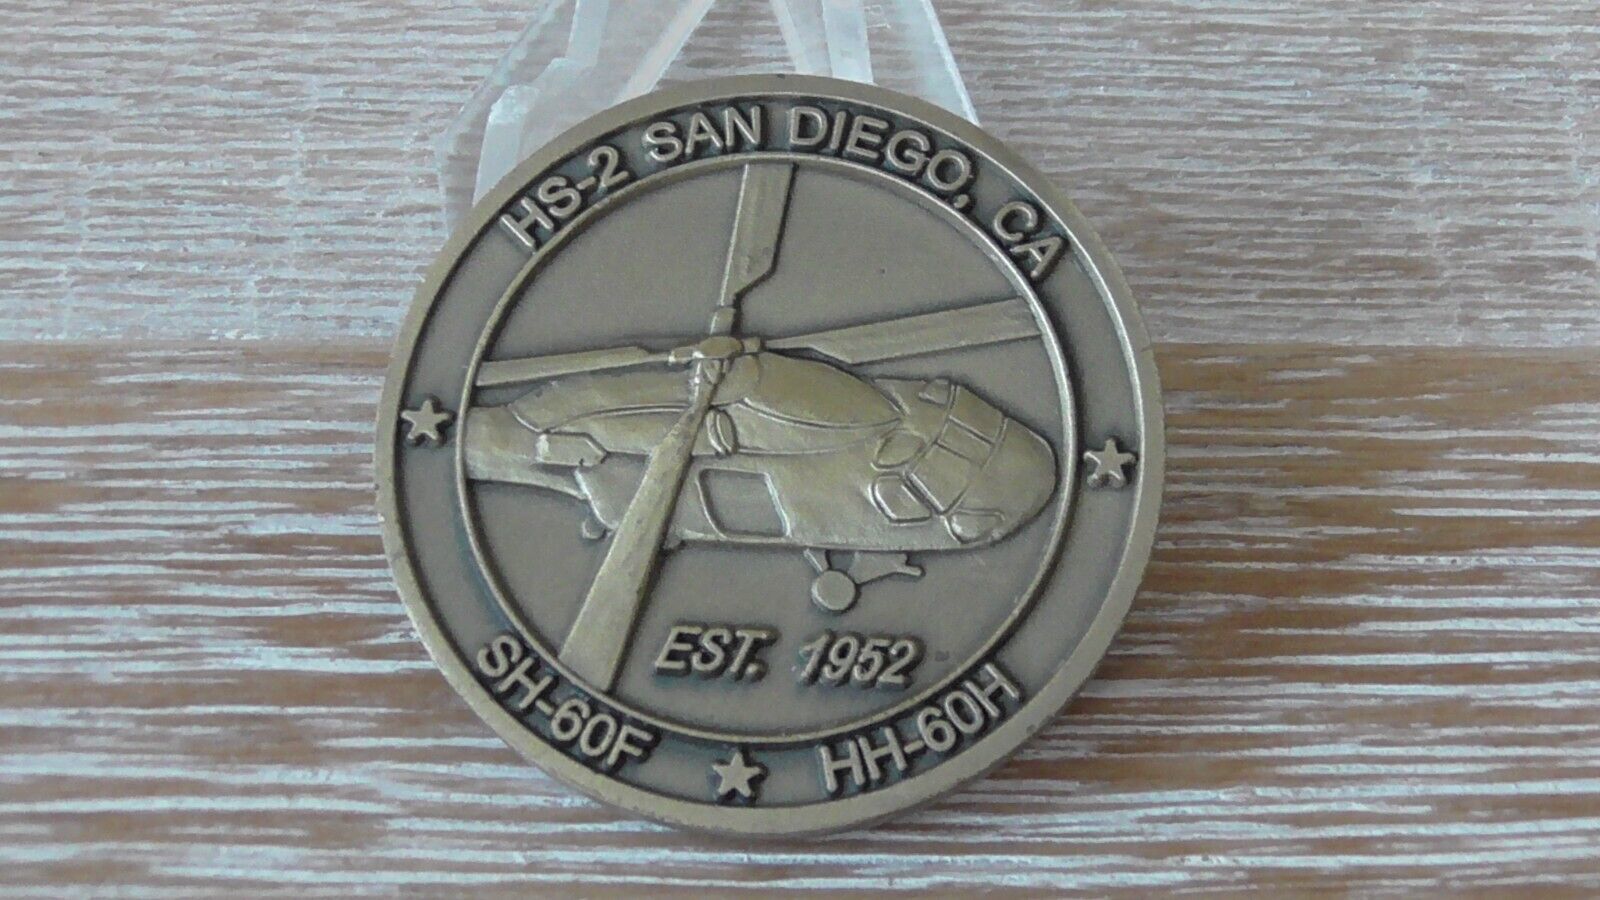 HS-2 SAN DIEGO, CA
EST. 1952
SH-60F
HH-60H